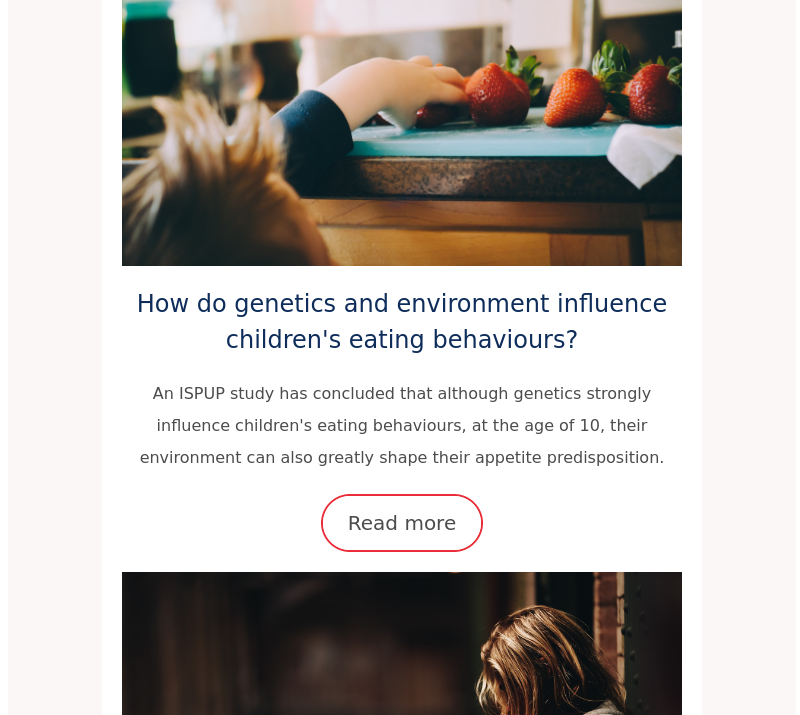 How do genetics and environment influence
children's eating behaviours?
An ISPUP study has concluded that although genetics strongly
influence children's eating behaviours, at the age of 10, their
environment can also greatly shape their appetite predisposition.
Read more